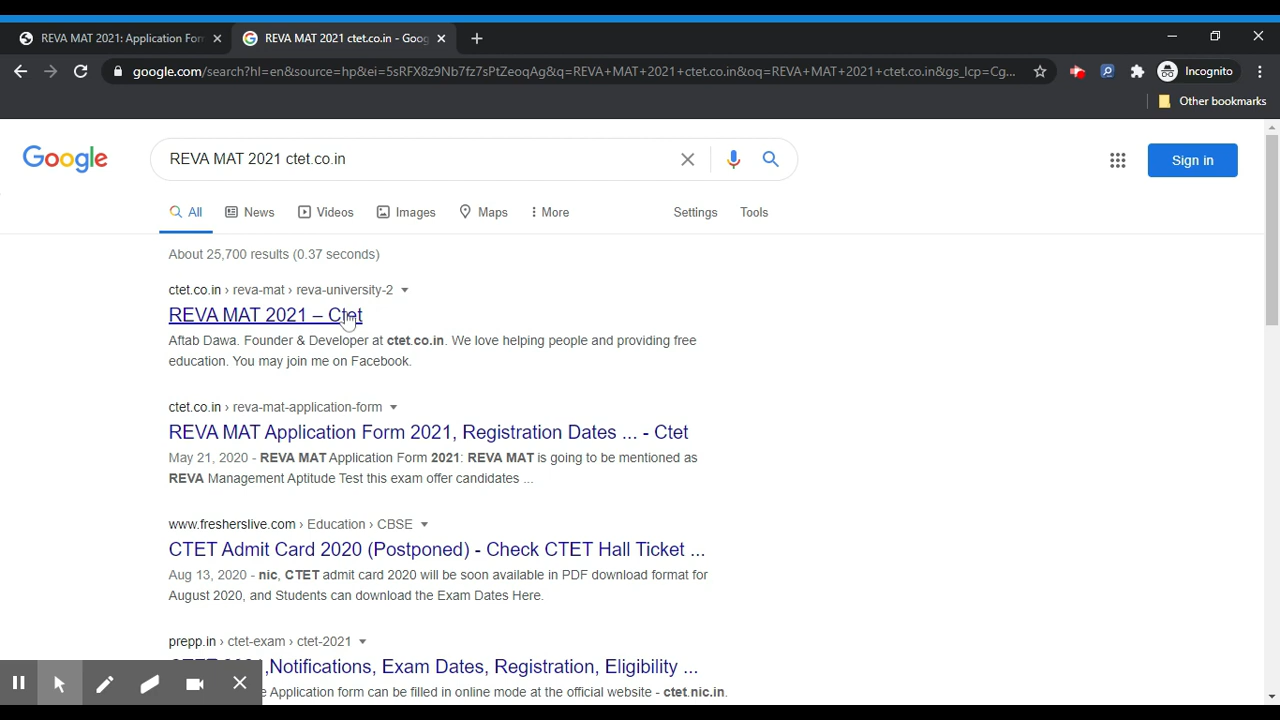 REVA MAT 2021: Application For
REVA MAT 2021 ctet.co.in - Goog
google.com/search?hl=en&source=hp&ei=5sRFX8z9Nb7fz7sPtZeoqAg&q=REVA+MAT+2021+ctet.co.in&oq=REVA+MAT+2021+ctet.co.in&gs_lcp=Cg...
Incognito
Other bookmarks
Google
REVA MAT 2021 ctet.co.in
Sign in
All News Videos Images Maps More Settings Tools
About 25,700 results (0.37 seconds)
ctet.co.in › reva-mat › reva-university-2
REVA MAT 2021 – Ctet
Aftab Dawa. Founder & Developer at ctet.co.in. We love helping people and providing free
education. You may join me on Facebook.
ctet.co.in › reva-mat-application-form
REVA MAT Application Form 2021, Registration Dates ... - Ctet
May 21, 2020 - REVA MAT Application Form 2021: REVA MAT is going to be mentioned as
REVA Management Aptitude Test this exam offer candidates ...
www.fresherslive.com › Education › CBSE
CTET Admit Card 2020 (Postponed) - Check CTET Hall Ticket ...
Aug 13, 2020 - nic, CTET admit card 2020 will be soon available in PDF download format for
August 2020, and Students can download the Exam Dates Here.
prepp.in › ctet-exam › ctet-2021
,Notifications, Exam Dates, Registration, Eligibility ...
Application form can be filled in online mode at the official website - ctet.nic.in.